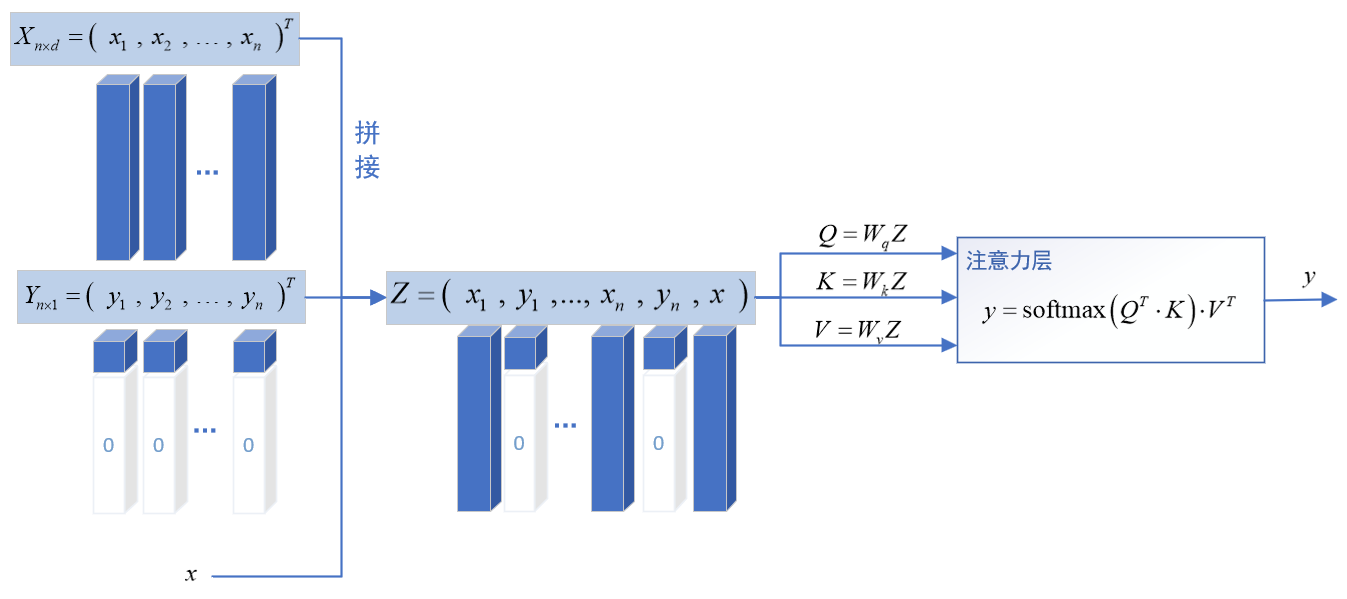 X_{n×d} = ( x_1 , x_2 , … , x_n )^T
拼接
…
Y_{n×1} = ( y_1 , y_2 , … , y_n )^T
0 0 … 0
x
Z = ( x_1 , y_1 ,..., x_n , y_n , x )
0 … 0
Q = W_q Z
K = W_k Z
V = W_v Z
注意力层
y = softmax(Q^T · K)· V^T
y